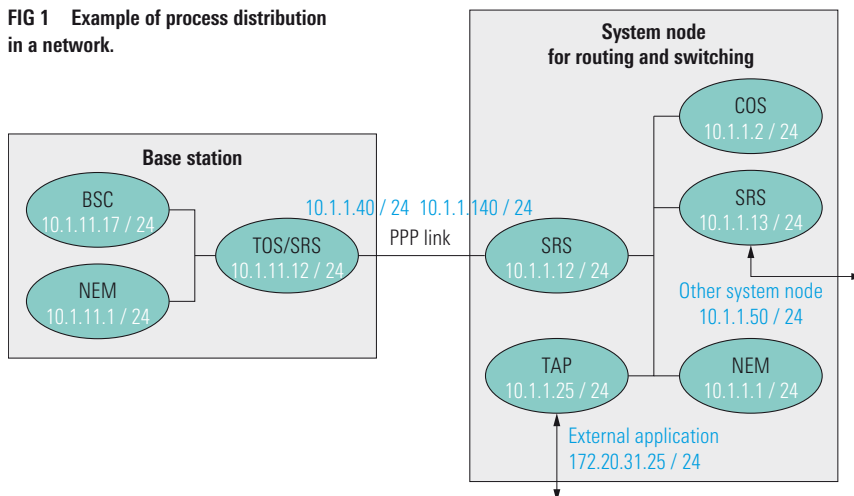 FIG 1 Example of process distribution
in a network.
System node
for routing and switching
COS
10.1.1.2 / 24
Base station
BSC
10.1.11.17 / 24
SRS
10.1.1.13 / 24
10.1.1.40 / 24 10.1.1.140 / 24
TOS/SRS
10.1.11.12 / 24
PPP link
SRS
10.1.1.12 / 24
NEM
10.1.11.1 / 24
Other system node
10.1.1.50 / 24
TAP
10.1.1.25 / 24
NEM
10.1.1.1 / 24
External application
172.20.31.25 / 24